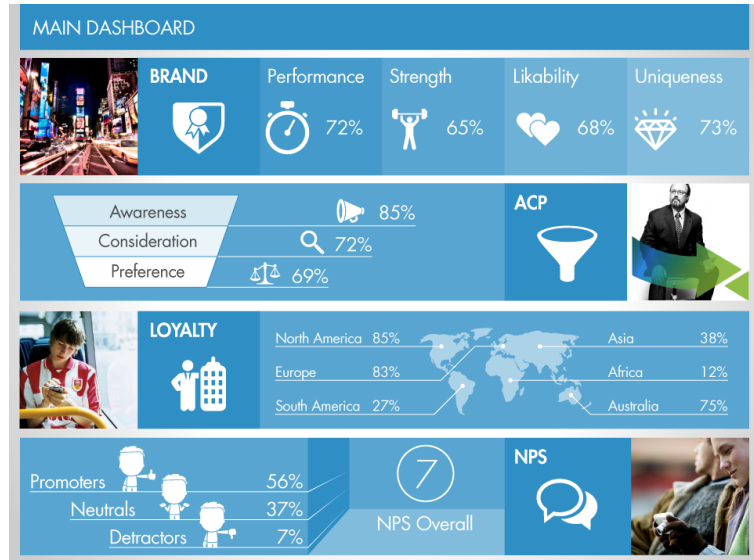 MAIN DASHBOARD
BRAND
Performance
72%
Strength
65%
Likability
68%
Uniqueness
73%
Awareness 85%
Consideration 72%
Preference 69%
ACP
LOYALTY
North America 85%
Europe 83%
South America 27%
Asia 38%
Africa 12%
Australia 75%
Promoters 56%
Neutrals 37%
Detractors 7%
7
NPS Overall
NPS